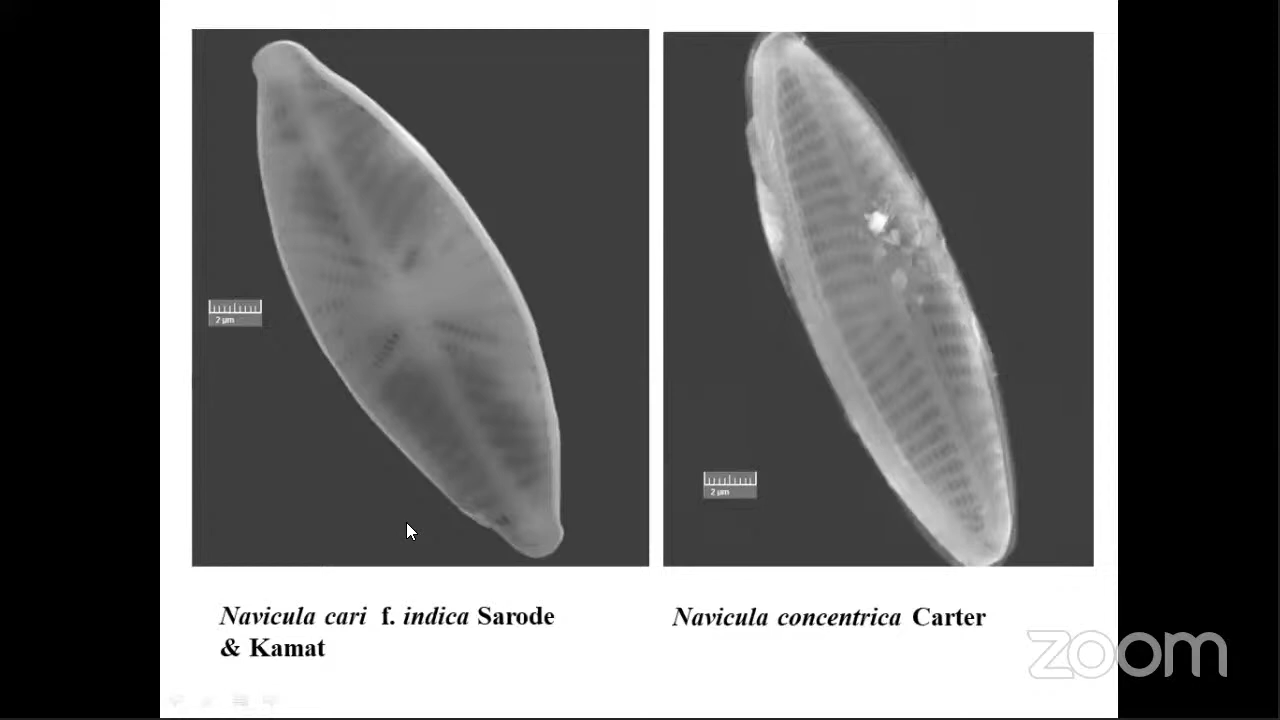 2 µm
2 µm
Navicula cari f. indica Sarode
& Kamat
Navicula concentrica Carter
zoom